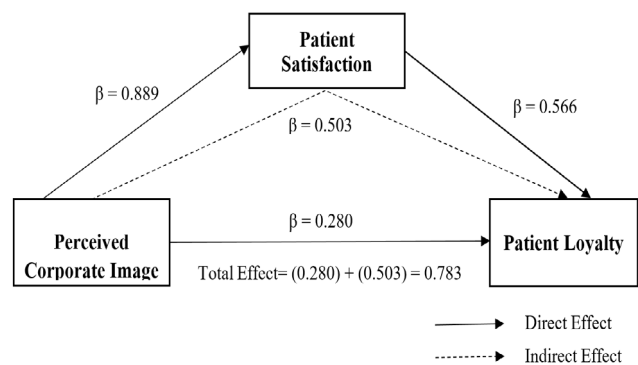 Patient
Satisfaction
β = 0.889
β = 0.566
β = 0.503
Perceived
Corporate Image
β = 0.280
Patient Loyalty
Total Effect= (0.280) + (0.503) = 0.783
Direct Effect
Indirect Effect